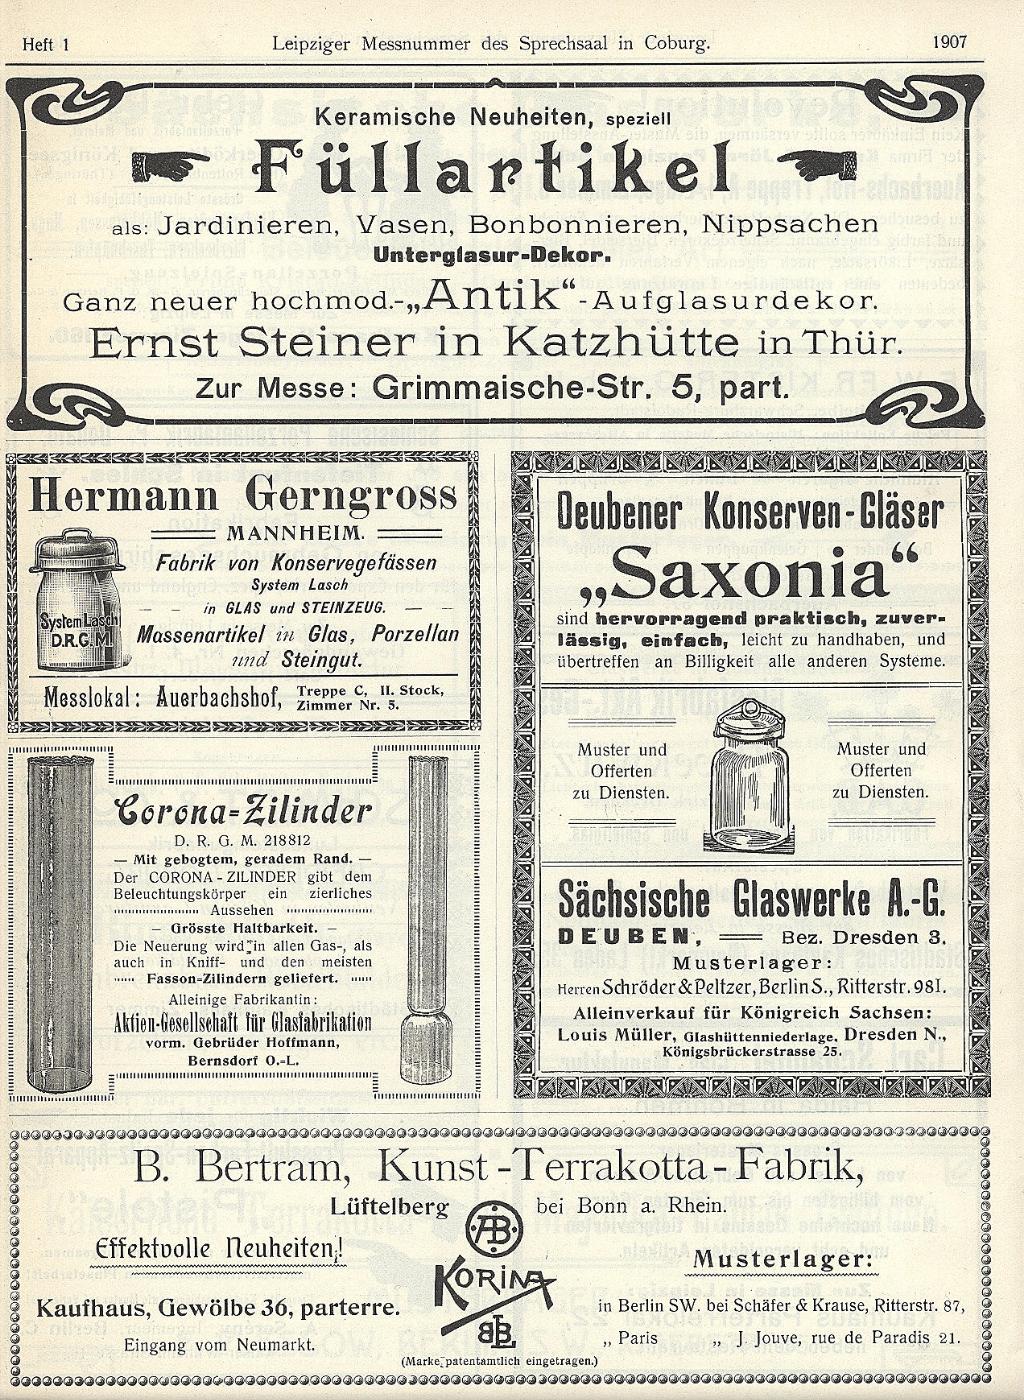 Heft 1 Leipziger Messnummer des Sprechsaal in Coburg. 1907
Keramische Neuheiten, speziell
Füllartikel
als: Jardinieren, Vasen, Bonbonnieren, Nippsachen
Unterglasur-Dekor.
Ganz neuer hochmod.-„Antik“-Aufglasurdekor.
Ernst Steiner in Katzhütte in Thür.
Zur Messe: Grimmaische-Str. 5, part.
Hermann Gerngross
MANNHEIM.
Fabrik von Konservegefässen
System Lasch
in GLAS und STEINZEUG.
Massenartikel in Glas, Porzellan
und Steingut.
System Lasch
D.R.G.M.
Messlokal: Auerbachshof, Treppe C, II. Stock,
Zimmer Nr. 5.
Corona-Zilinder
D. R. G. M. 218812
— Mit gebogtem, geradem Rand. —
Der CORONA-ZILINDER gibt dem
Beleuchtungskörper ein zierliches
Aussehen
— Grösste Haltbarkeit. —
Die Neuerung wird in allen Gas-, als
auch in Kniff- und den meisten
Fasson-Zilindern geliefert.
Alleinige Fabrikantin:
Aktien-Gesellschaft für Glasfabrikation
vorm. Gebrüder Hoffmann,
Bernsdorf O.-L.
Deubener Konserven-Gläser
„Saxonia“
sind hervorragend praktisch, zuver-
lässig, einfach, leicht zu handhaben, und
übertreffen an Billigkeit alle anderen Systeme.
Muster und
Offerten
zu Diensten.
Muster und
Offerten
zu Diensten.
Sächsische Glaswerke A.-G.
DEUBEN, Bez. Dresden 3.
Musterlager:
Herren Schröder & Peltzer, Berlin S., Ritterstr. 98I.
Alleinverkauf für Königreich Sachsen:
Louis Müller, Glashüttenniederlage, Dresden N.,
Königsbrückerstrasse 25.
B. Bertram, Kunst-Terrakotta-Fabrik,
Lüftelberg bei Bonn a. Rhein.
Effektvolle Neuheiten!
Kaufhaus, Gewölbe 36, parterre.
Eingang vom Neumarkt.
AB
KORINA
BLB
(Marke patentamtlich eingetragen.)
Musterlager:
in Berlin SW. bei Schäfer & Krause, Ritterstr. 87,
„ Paris „ J. Jouve, rue de Paradis 21.